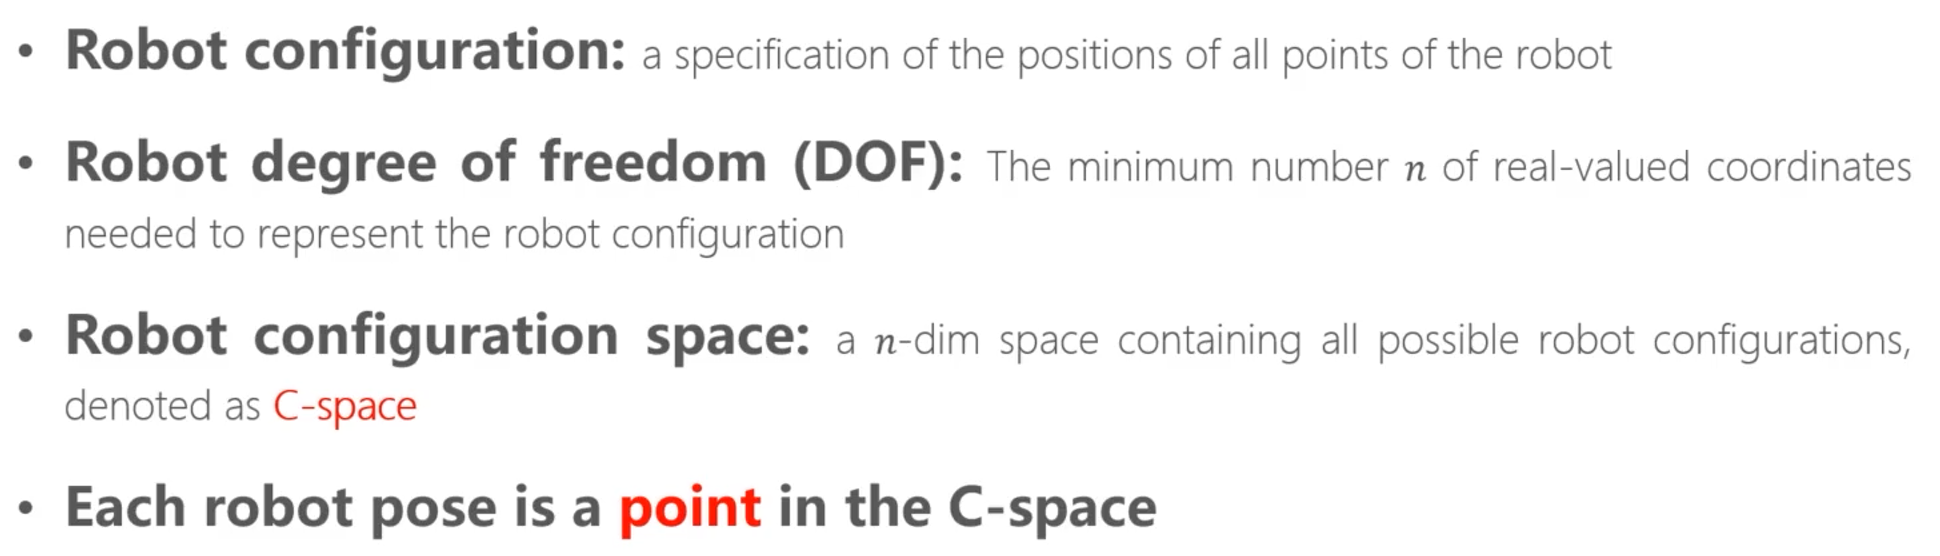 • Robot configuration: a specification of the positions of all points of the robot
• Robot degree of freedom (DOF): The minimum number n of real-valued coordinates
needed to represent the robot configuration
• Robot configuration space: a n-dim space containing all possible robot configurations,
denoted as C-space
• Each robot pose is a point in the C-space